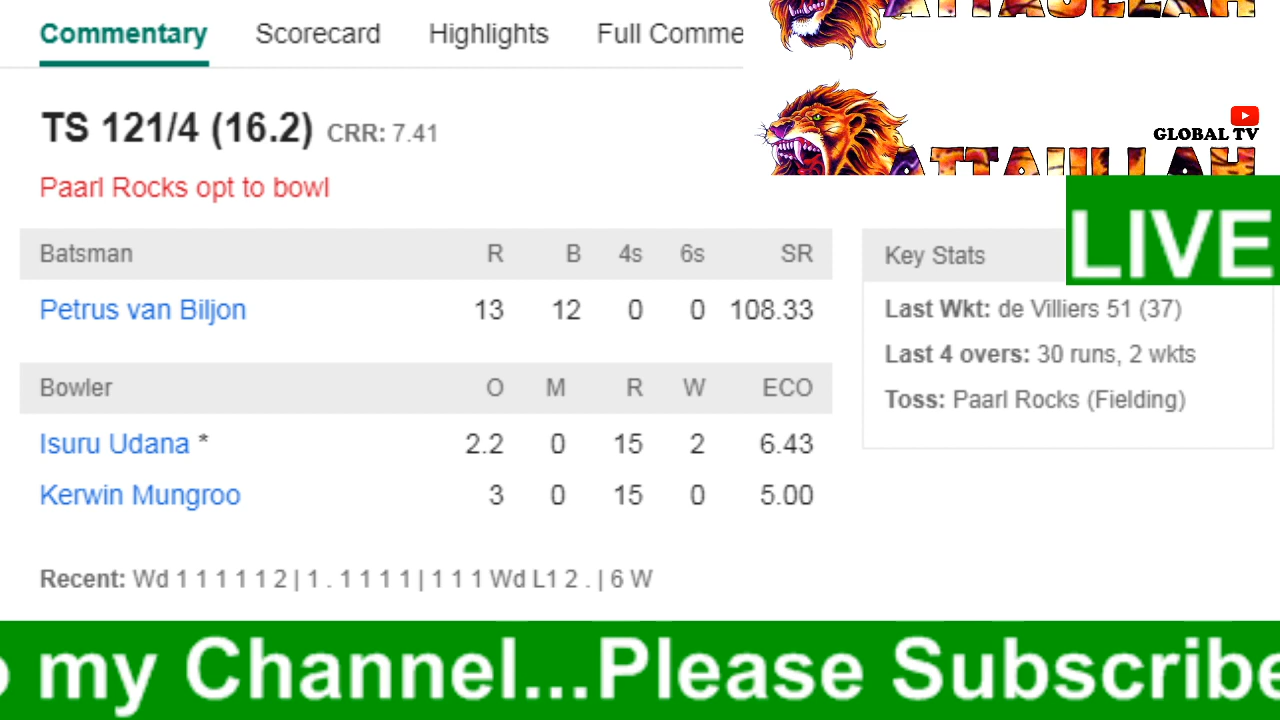 Commentary Scorecard Highlights Full Comme
ATTAULLAH
TS 121/4 (16.2) CRR: 7.41
GLOBAL TV
ATTAULLAH
Paarl Rocks opt to bowl
LIVE
Batsman R B 4s 6s SR
Petrus van Biljon 13 12 0 0 108.33
Bowler O M R W ECO
Isuru Udana * 2.2 0 15 2 6.43
Kerwin Mungroo 3 0 15 0 5.00
Key Stats
Last Wkt: de Villiers 51 (37)
Last 4 overs: 30 runs, 2 wkts
Toss: Paarl Rocks (Fielding)
Recent: Wd 1 1 1 1 1 2 | 1 . 1 1 1 1 | 1 1 1 Wd L1 2 . | 6 W
o my Channel...Please Subscribe